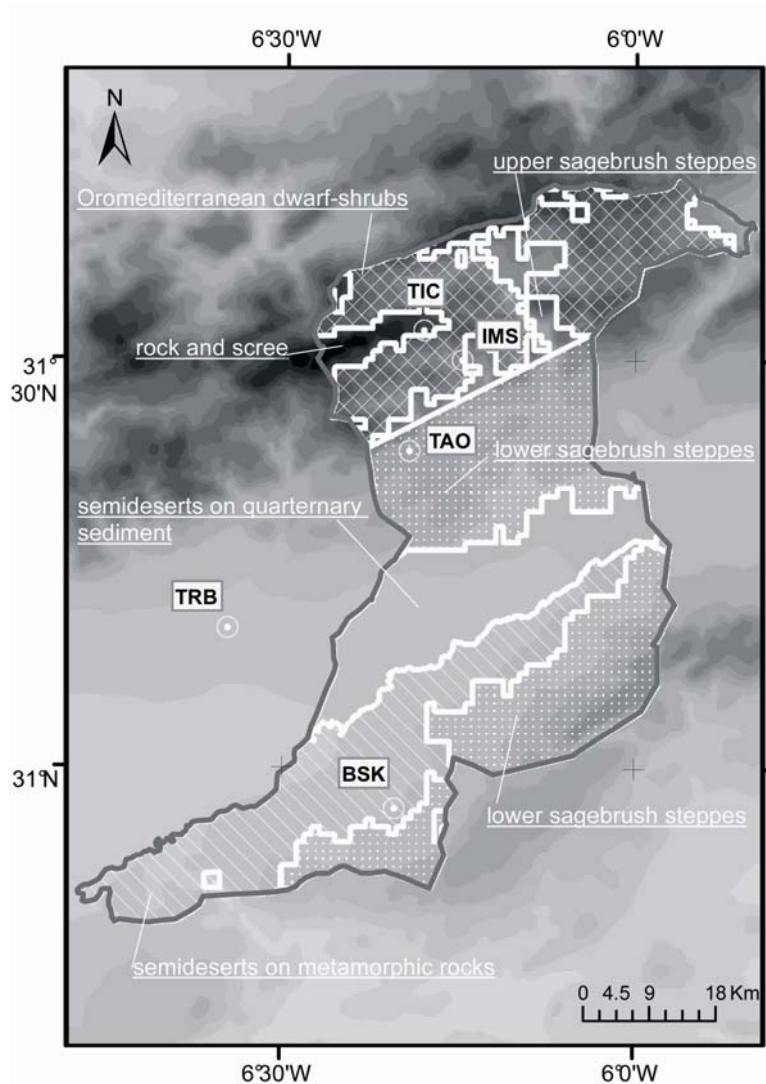 6°30'W 6°0'W
N
upper sagebrush steppes
Oromediterranean dwarf-shrubs
TIC
IMS
rock and scree
31°
30'N
TAO
lower sagebrush steppes
semideserts on quarternary
sediment
TRB
31°N
BSK
lower sagebrush steppes
semideserts on metamorphic rocks
0 4.5 9 18 Km
6°30'W 6°0'W